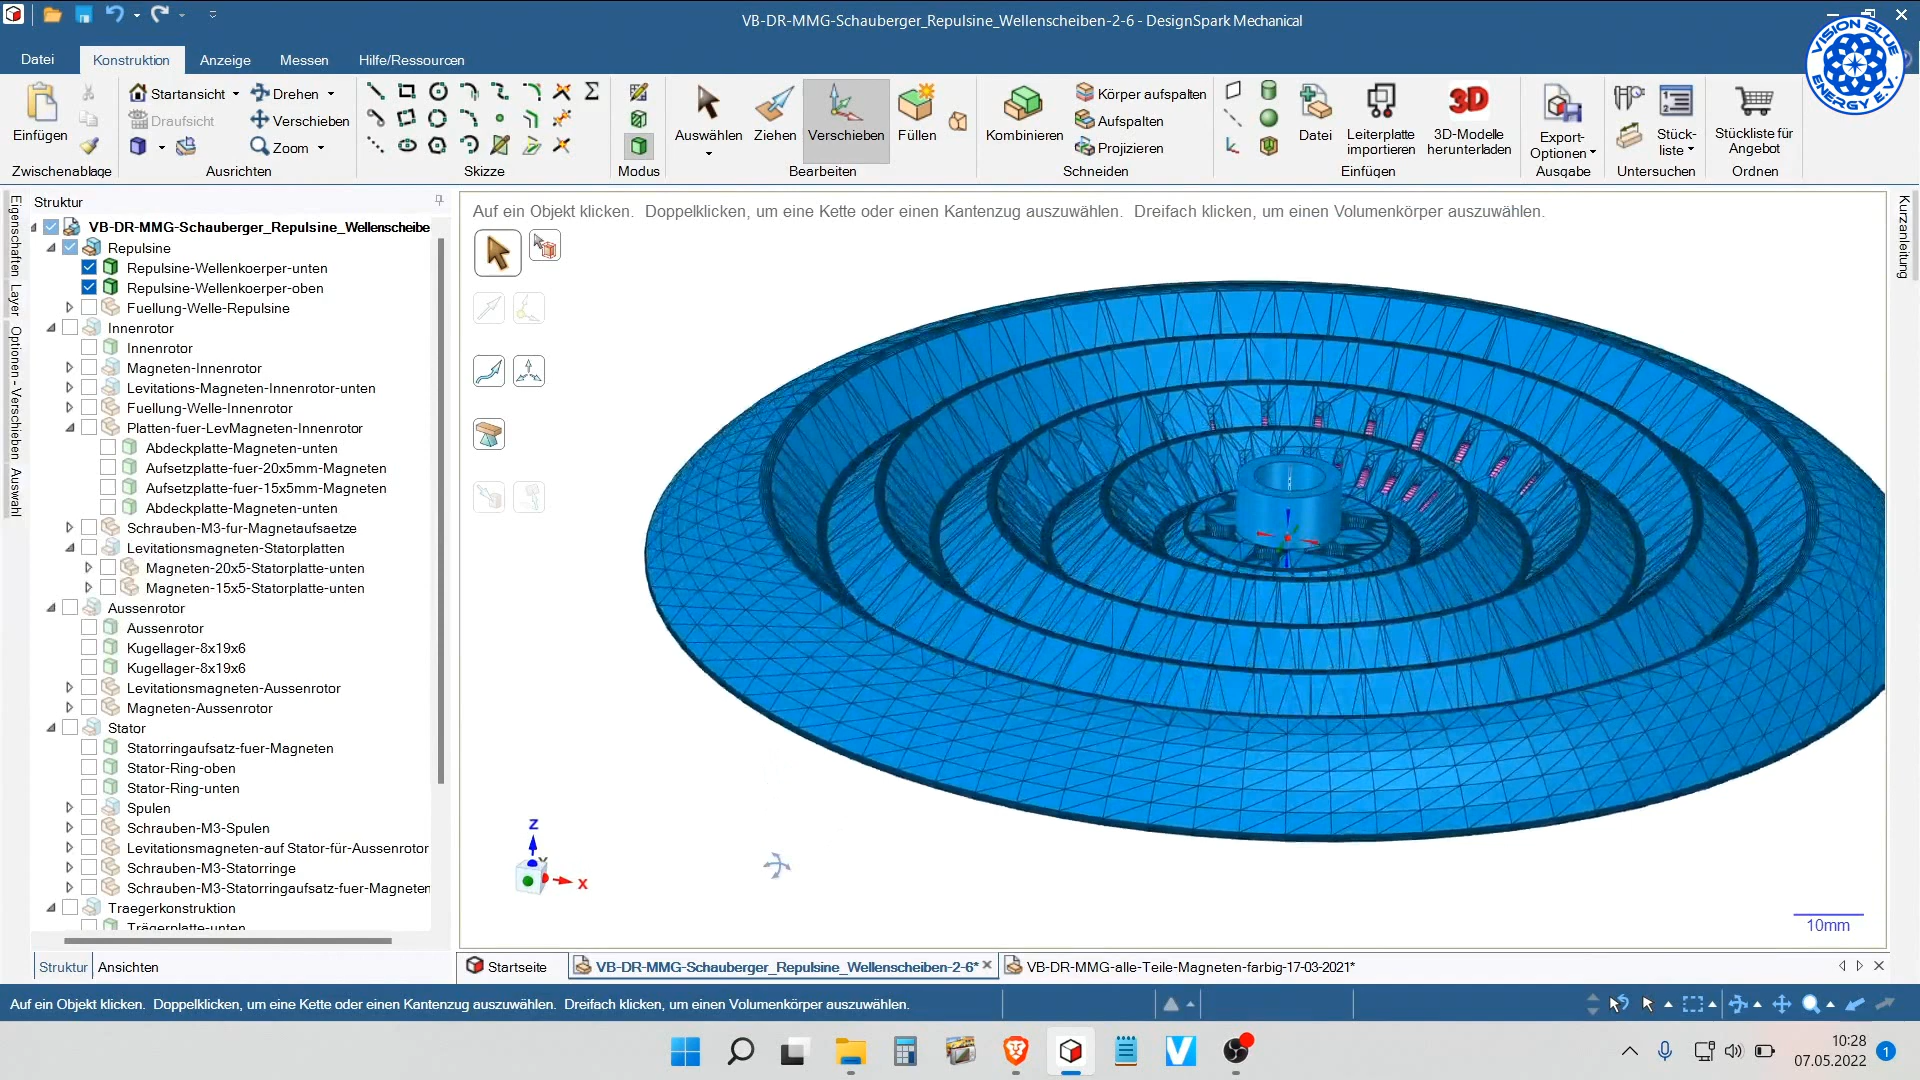 VB-DR-MMG-Schauberger_Repulsine_Wellenscheiben-2-6 - DesignSpark Mechanical
VISION BLUE ENERGY E.V.
Datei
Konstruktion
Anzeige
Messen
Hilfe/Ressourcen
Einfügen
Zwischenablage
Startansicht
Draufsicht
Drehen
Verschieben
Zoom
Ausrichten
Skizze
Modus
Auswählen
Ziehen
Verschieben
Füllen
Bearbeiten
Kombinieren
Körper aufspalten
Aufspalten
Projizieren
Schneiden
Datei
Leiterplatte
importieren
3D
3D-Modelle
herunterladen
Einfügen
Export-
Optionen
Ausgabe
Stück-
liste
Untersuchen
Stückliste für
Angebot
Ordnen
Eigenschaften
Layer
Optionen - Verschieben
Auswahl
Struktur
VB-DR-MMG-Schauberger_Repulsine_Wellenscheibe
Repulsine
Repulsine-Wellenkoerper-unten
Repulsine-Wellenkoerper-oben
Fuellung-Welle-Repulsine
Innenrotor
Innenrotor
Magneten-Innenrotor
Levitations-Magneten-Innenrotor-unten
Fuellung-Welle-Innenrotor
Platten-fuer-LevMagneten-Innenrotor
Abdeckplatte-Magneten-unten
Aufsetzplatte-fuer-20x5mm-Magneten
Aufsetzplatte-fuer-15x5mm-Magneten
Abdeckplatte-Magneten-unten
Schrauben-M3-fur-Magnetaufsaetze
Levitationsmagneten-Statorplatten
Magneten-20x5-Statorplatte-unten
Magneten-15x5-Statorplatte-unten
Aussenrotor
Aussenrotor
Kugellager-8x19x6
Kugellager-8x19x6
Levitationsmagneten-Aussenrotor
Magneten-Aussenrotor
Stator
Statorringaufsatz-fuer-Magneten
Stator-Ring-oben
Stator-Ring-unten
Spulen
Schrauben-M3-Spulen
Levitationsmagneten-auf Stator-für-Aussenrotor
Schrauben-M3-Statorringe
Schrauben-M3-Statorringaufsatz-fuer-Magneten
Traegerkonstruktion
Trägerplatte-unten
Struktur
Ansichten
Auf ein Objekt klicken. Doppelklicken, um eine Kette oder einen Kantenzug auszuwählen. Dreifach klicken, um einen Volumenkörper auszuwählen.
Kurzanleitung
Z
Y
X
10mm
Startseite
VB-DR-MMG-Schauberger_Repulsine_Wellenscheiben-2-6*
VB-DR-MMG-alle-Teile-Magneten-farbig-17-03-2021*
Auf ein Objekt klicken. Doppelklicken, um eine Kette oder einen Kantenzug auszuwählen. Dreifach klicken, um einen Volumenkörper auszuwählen.
10:28
07.05.2022
1